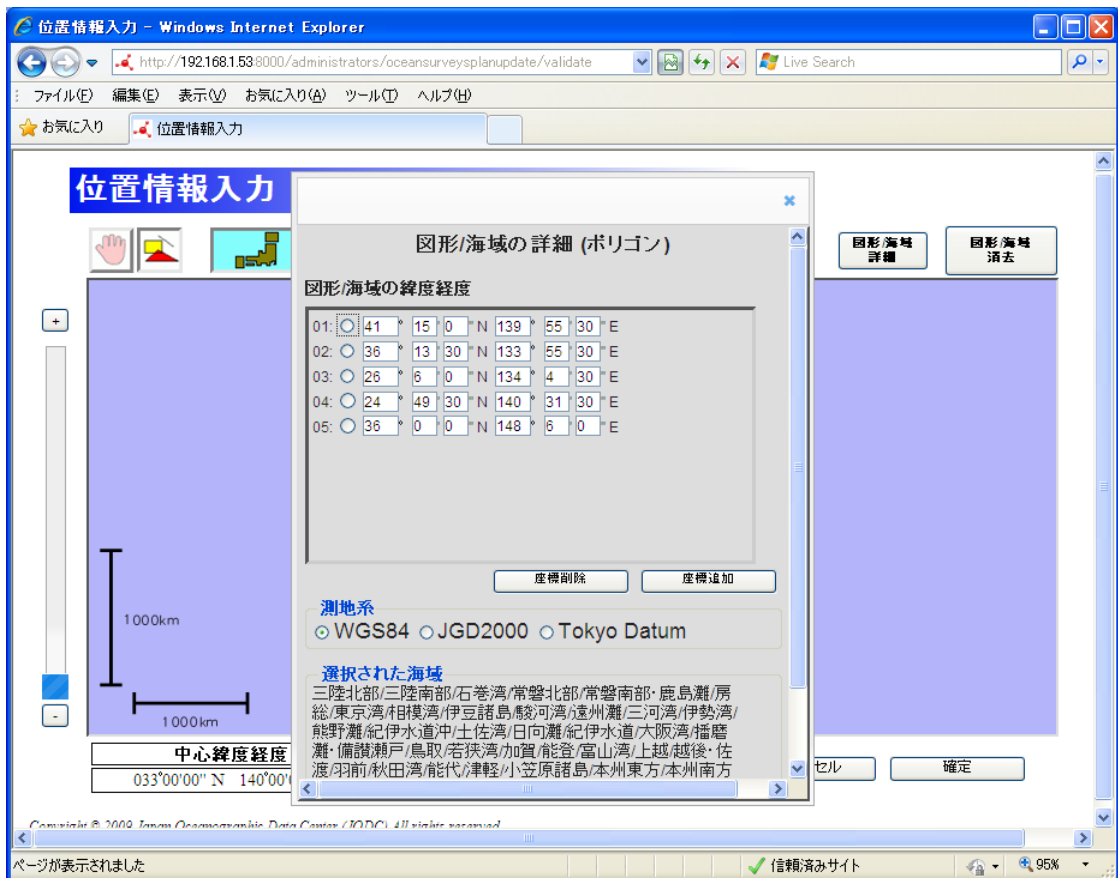 位置情報入力 - Windows Internet Explorer
http://192.168.1.53:8000/administrators/oceansurveysplanupdate/validate
Live Search
ファイル(F) 編集(E) 表示(V) お気に入り(A) ツール(T) ヘルプ(H)
お気に入り 位置情報入力
位置情報入力
図形/海域の詳細 (ポリゴン)
図形/海域
詳細
図形/海域
消去
図形/海域の緯度経度
01: 41 ° 15 ' 0 " N 139 ° 55 ' 30 " E
02: 36 ° 13 ' 30 " N 133 ° 55 ' 30 " E
03: 26 ° 6 ' 0 " N 134 ° 4 ' 30 " E
04: 24 ° 49 ' 30 " N 140 ° 31 ' 30 " E
05: 36 ° 0 ' 0 " N 148 ° 6 ' 0 " E
+
座標削除 座標追加
1000km
測地系
WGS84 JGD2000 Tokyo Datum
選択された海域
三陸北部/三陸南部/石巻湾/常磐北部/常磐南部・鹿島灘/房
総/東京湾/相模湾/伊豆諸島/駿河湾/遠州灘/三河湾/伊勢湾/
熊野灘/紀伊水道沖/土佐湾/日向灘/紀伊水道/大阪湾/播磨
灘・備讃瀬戸/鳥取/若狭湾/加賀/能登/富山湾/上越/越後・佐
渡/羽前/秋田湾/能代/津軽/小笠原諸島/本州東方/本州南方
-
1000km
中心緯度経度
033°00'00" N 140°00'
セル 確定
Copyright © 2009 Japan Oceanographic Data Center (JODC) All rights reserved
ページが表示されました 信頼済みサイト 95%